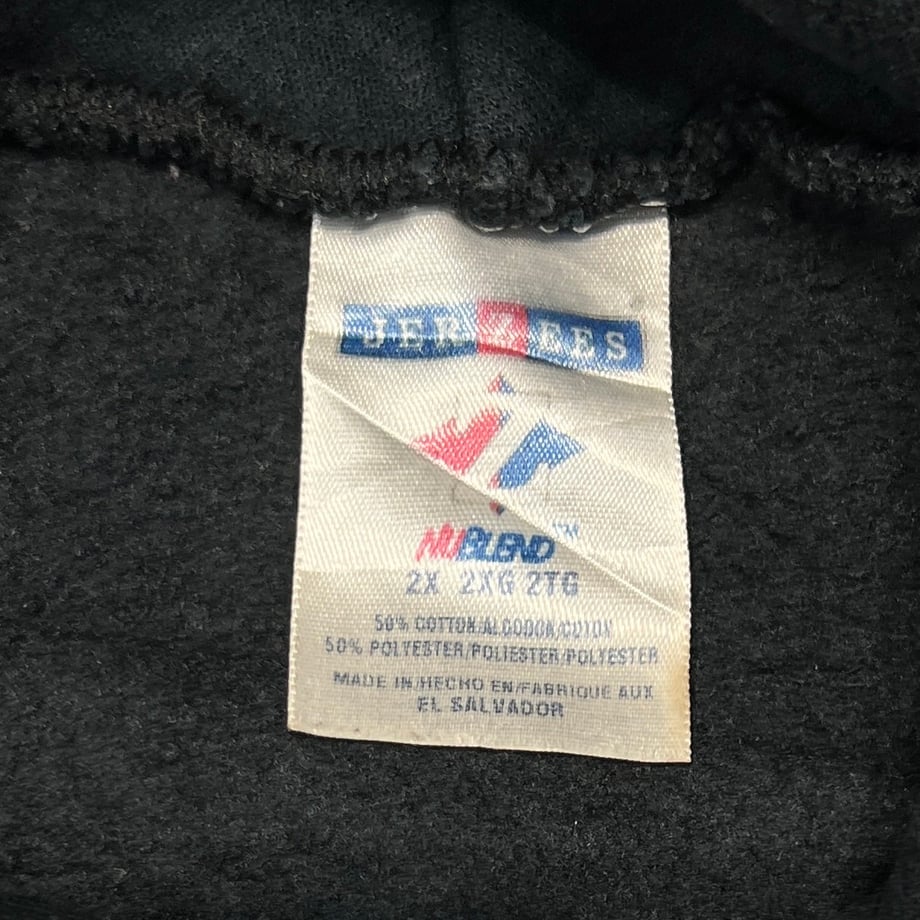 JERZEES
NUBLEND™
2X 2XG 2TG
50% COTTON/ALGODON/COTON
50% POLYESTER/POLIESTER/POLYESTER
MADE IN/HECHO EN/FABRIQUE AUX
EL SALVADOR